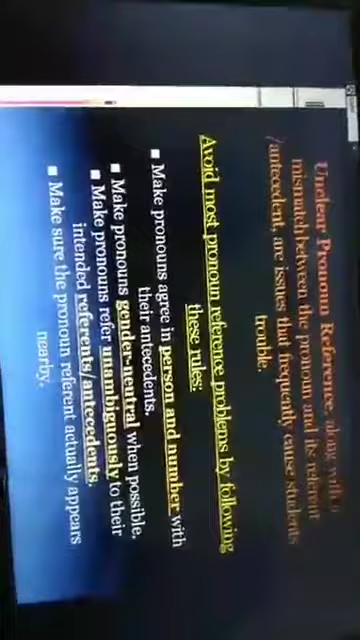 Unclear Pronoun Reference, along with a
mismatch between the pronoun and its referent
/antecedent, are issues that frequently cause students
trouble.
Avoid most pronoun reference problems by following
these rules:
▪ Make pronouns agree in person and number with
their antecedents.
▪ Make pronouns gender-neutral when possible.
▪ Make pronouns refer unambiguously to their
intended referents/antecedents.
▪ Make sure the pronoun referent actually appears
nearby.